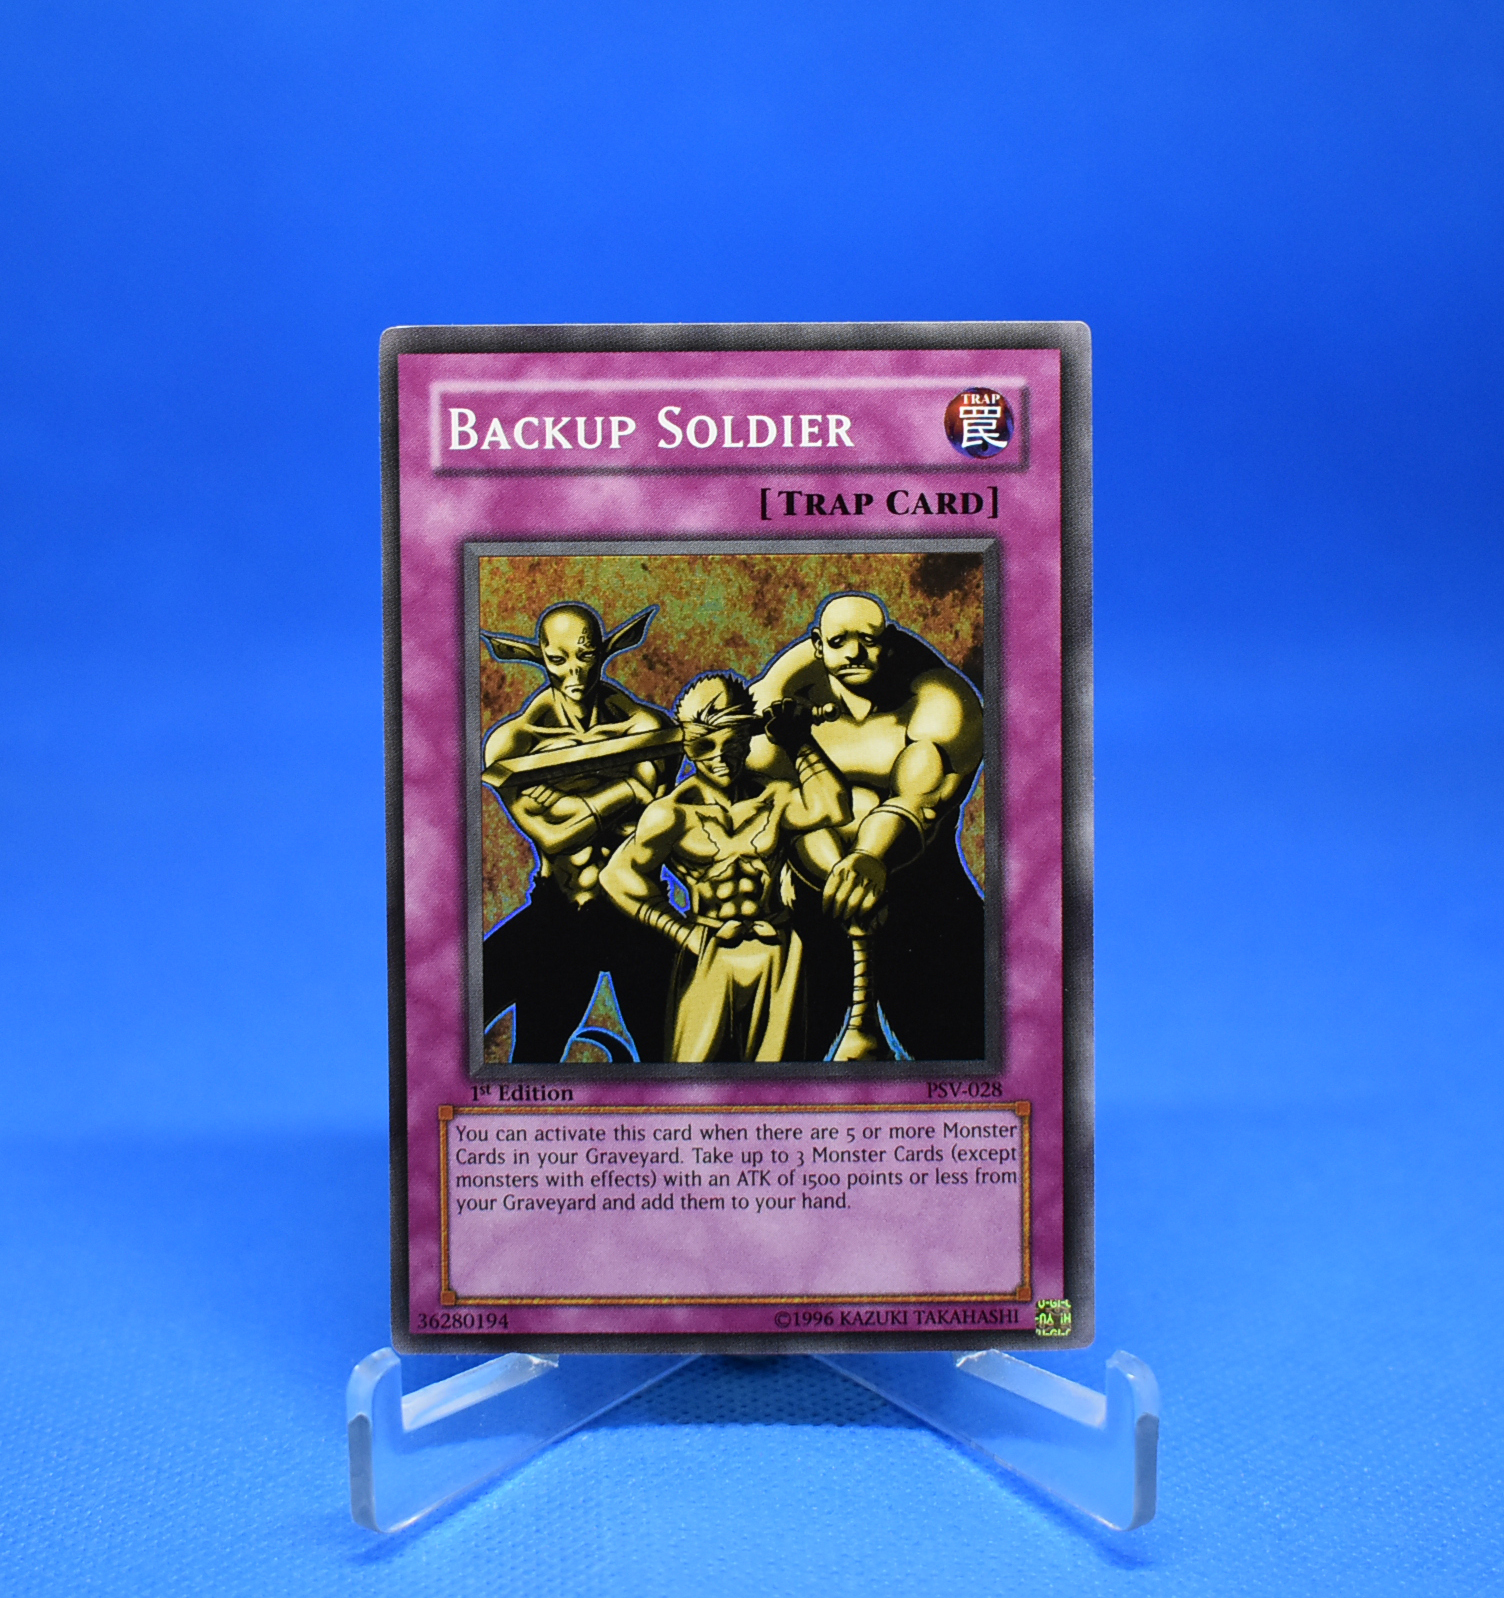 Backup Soldier
TRAP
罠
[Trap Card]
1st Edition
PSV-028
You can activate this card when there are 5 or more Monster
Cards in your Graveyard. Take up to 3 Monster Cards (except
monsters with effects) with an ATK of 1500 points or less from
your Graveyard and add them to your hand.
36280194
©1996 KAZUKI TAKAHASHI